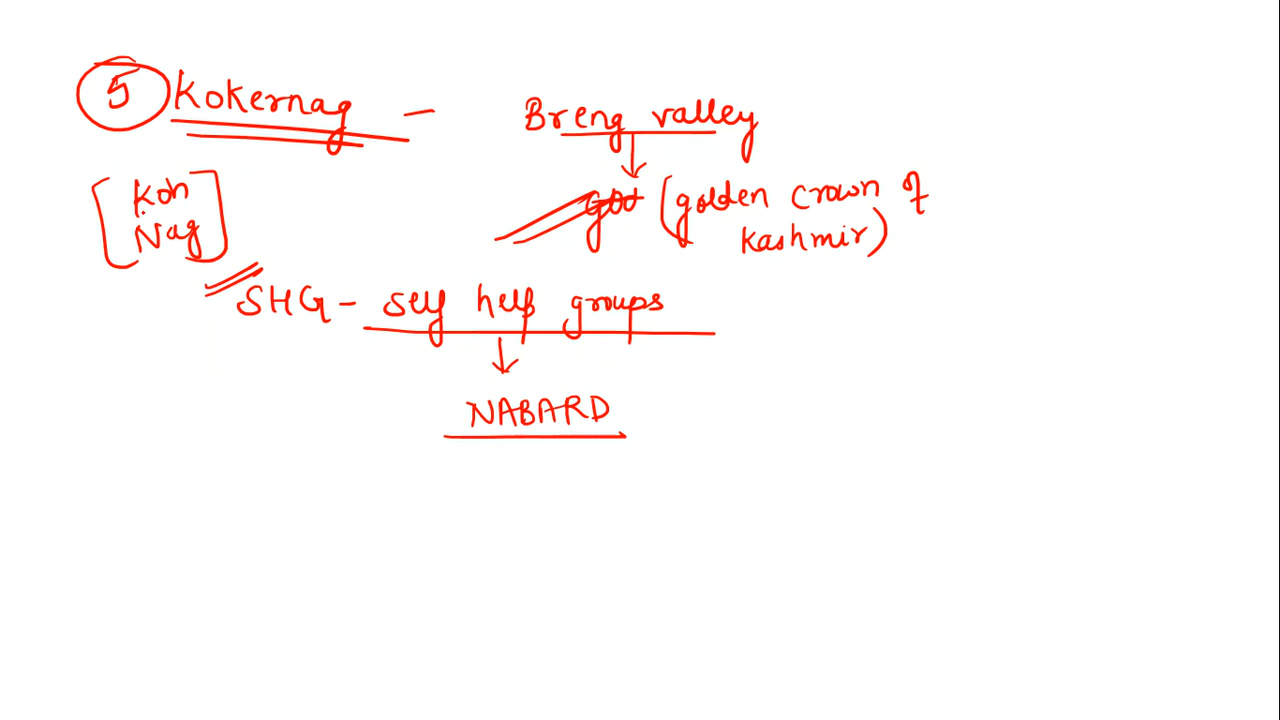 5 Kokernag - Breng valley
(golden crown of
Kashmir)
Koh
Nag
SHG - self help groups
NABARD